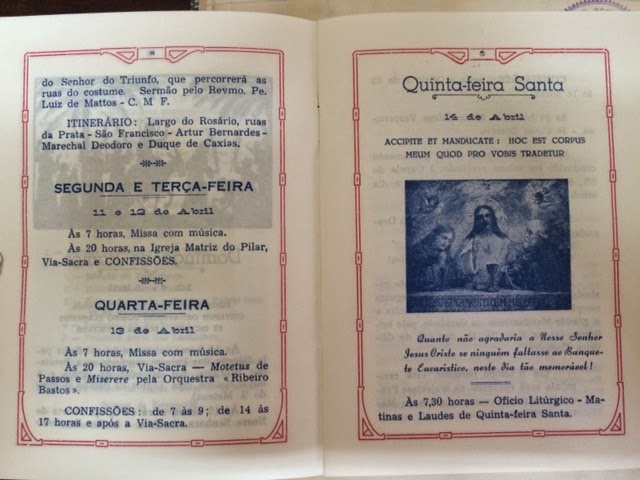 do Senhor do Triunfo, que percorrerá as
ruas do costume. Sermão pelo Revmo. Pe.
Luiz de Mattos - C. M F.
ITINERÁRIO: Largo do Rosário, ruas
da Prata - São Francisco - Artur Bernardes -
Marechal Deodoro e Duque de Caxias.
SEGUNDA E TERÇA-FEIRA
11 e 12 de Abril
Às 7 horas, Missa com música.
Às 20 horas, na Igreja Matriz do Pilar,
Via-Sacra e CONFISSÕES.
QUARTA-FEIRA
13 de Abril
Às 7 horas, Missa com música.
Às 20 horas, Via-Sacra — Motetus de
Passos e Miserere pela Orquestra « Ribeiro
Bastos ».
CONFISSÕES: de 7 às 9; de 14 às
17 horas e após a Via-Sacra.
5
Quinta-feira Santa
14 de Abril
ACCIPITE ET MANDUCATE: HOC EST CORPUS
MEUM QUOD PRO VOBIS TRADETUR
Quanto não agradaria a Nosso Senhor
Jesus Cristo se ninguém faltasse ao Banque-
te Eucarístico, neste dia tão memorável!
Às 7,30 horas — Ofício Litúrgico - Ma-
tinas e Laudes de Quinta-feira Santa.